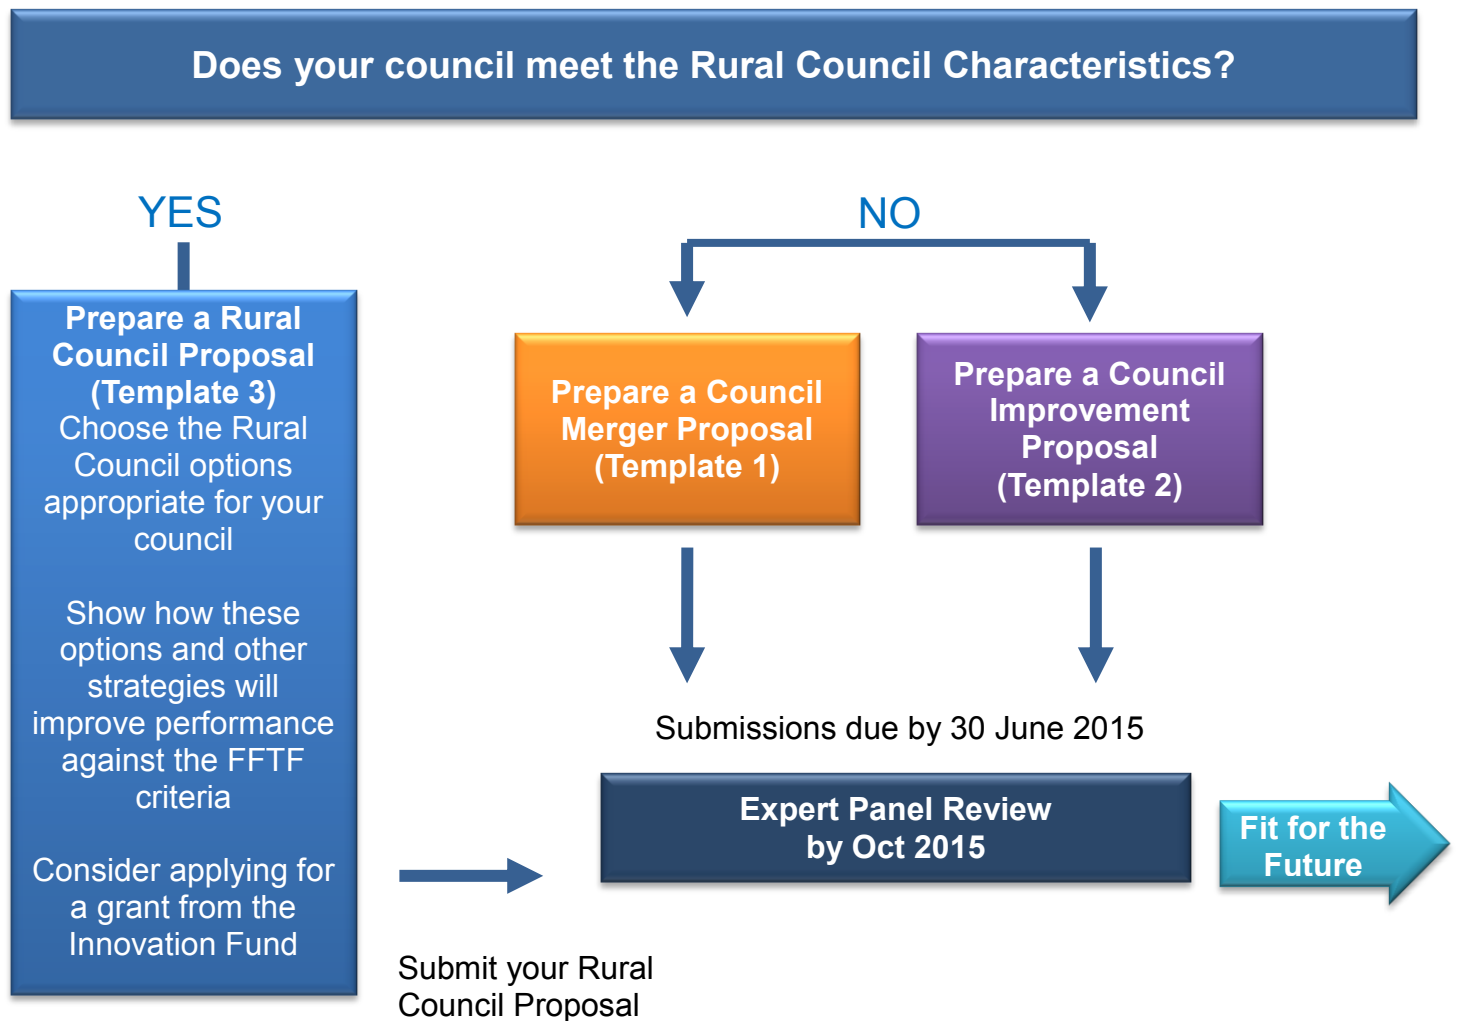 Does your council meet the Rural Council Characteristics?
YES
NO
Prepare a Rural
Council Proposal
(Template 3)
Choose the Rural
Council options
appropriate for your
council
Show how these
options and other
strategies will
improve performance
against the FFTF
criteria
Consider applying for
a grant from the
Innovation Fund
Prepare a Council
Merger Proposal
(Template 1)
Prepare a Council
Improvement
Proposal
(Template 2)
Submissions due by 30 June 2015
Expert Panel Review
by Oct 2015
Fit for the
Future
Submit your Rural
Council Proposal